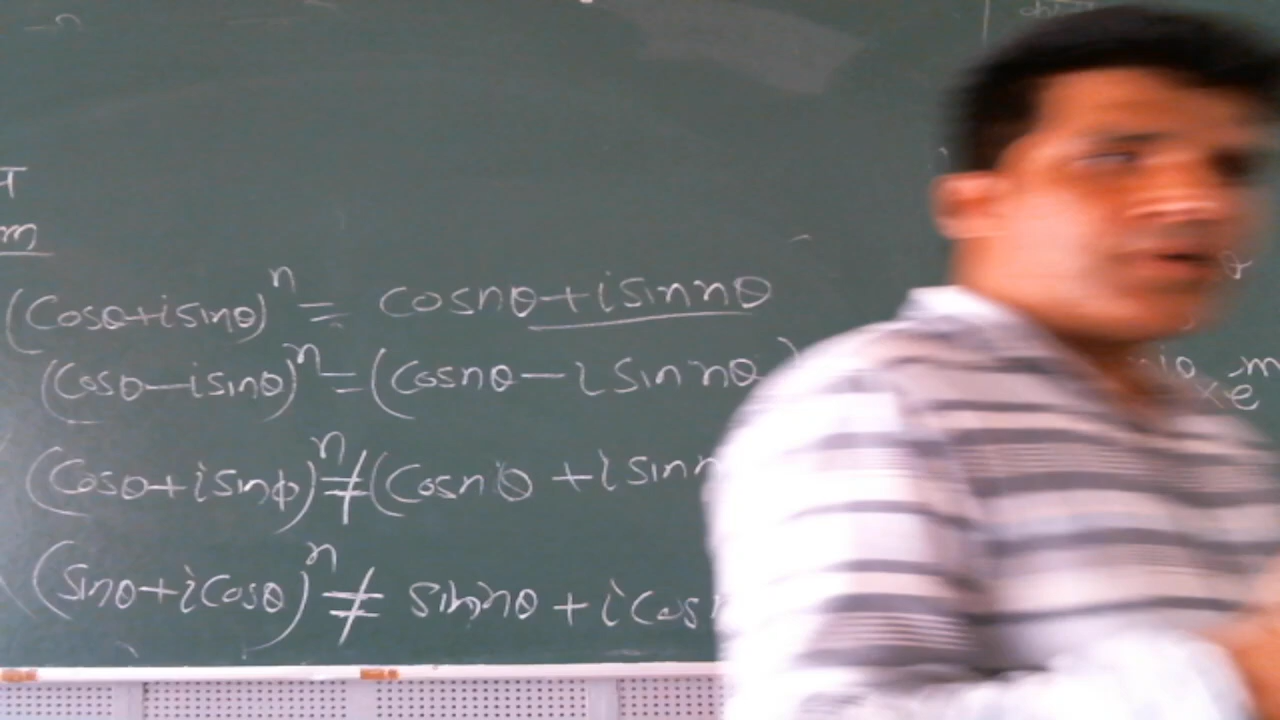 (cosθ+isinθ)ⁿ = cosnθ+isinnθ
(cosθ-isinθ)ⁿ=(cosnθ-isinnθ)
(cosθ+isinϕ)ⁿ≠(cosnθ +isinn
(sinθ+icosθ)ⁿ≠ sinnθ+icos